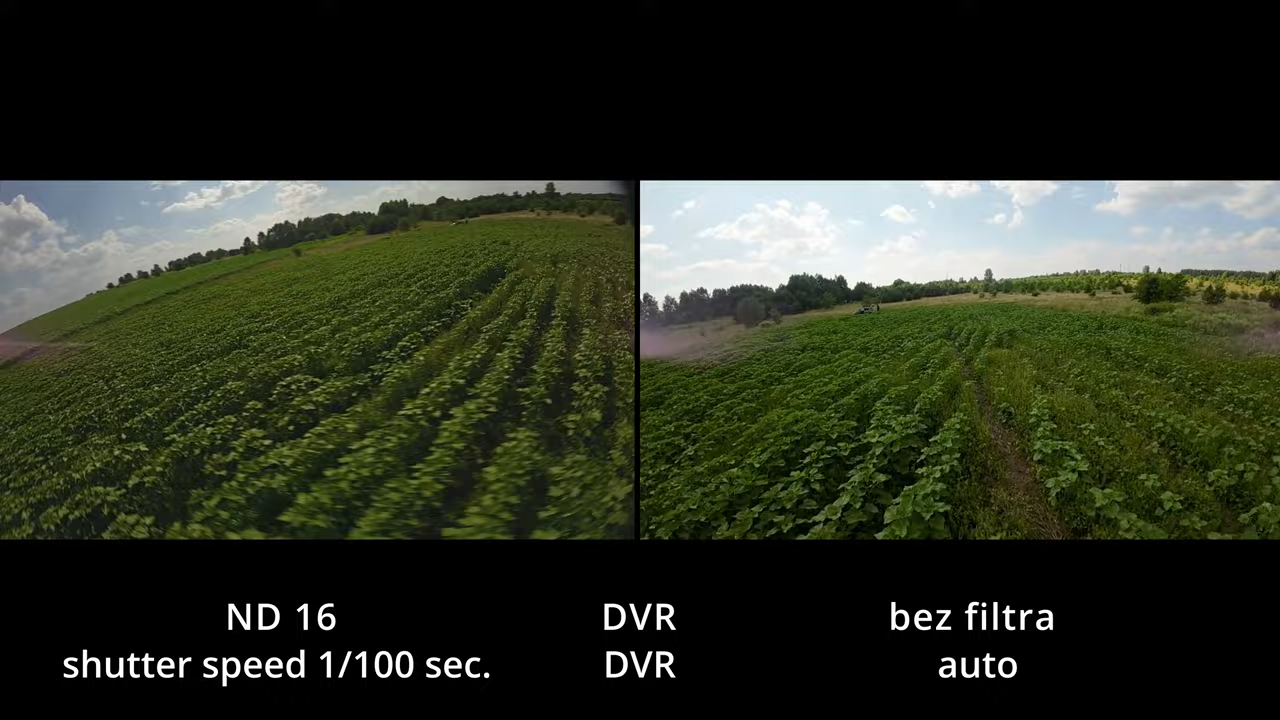 ND 16 DVR bez filtra
shutter speed 1/100 sec. DVR auto